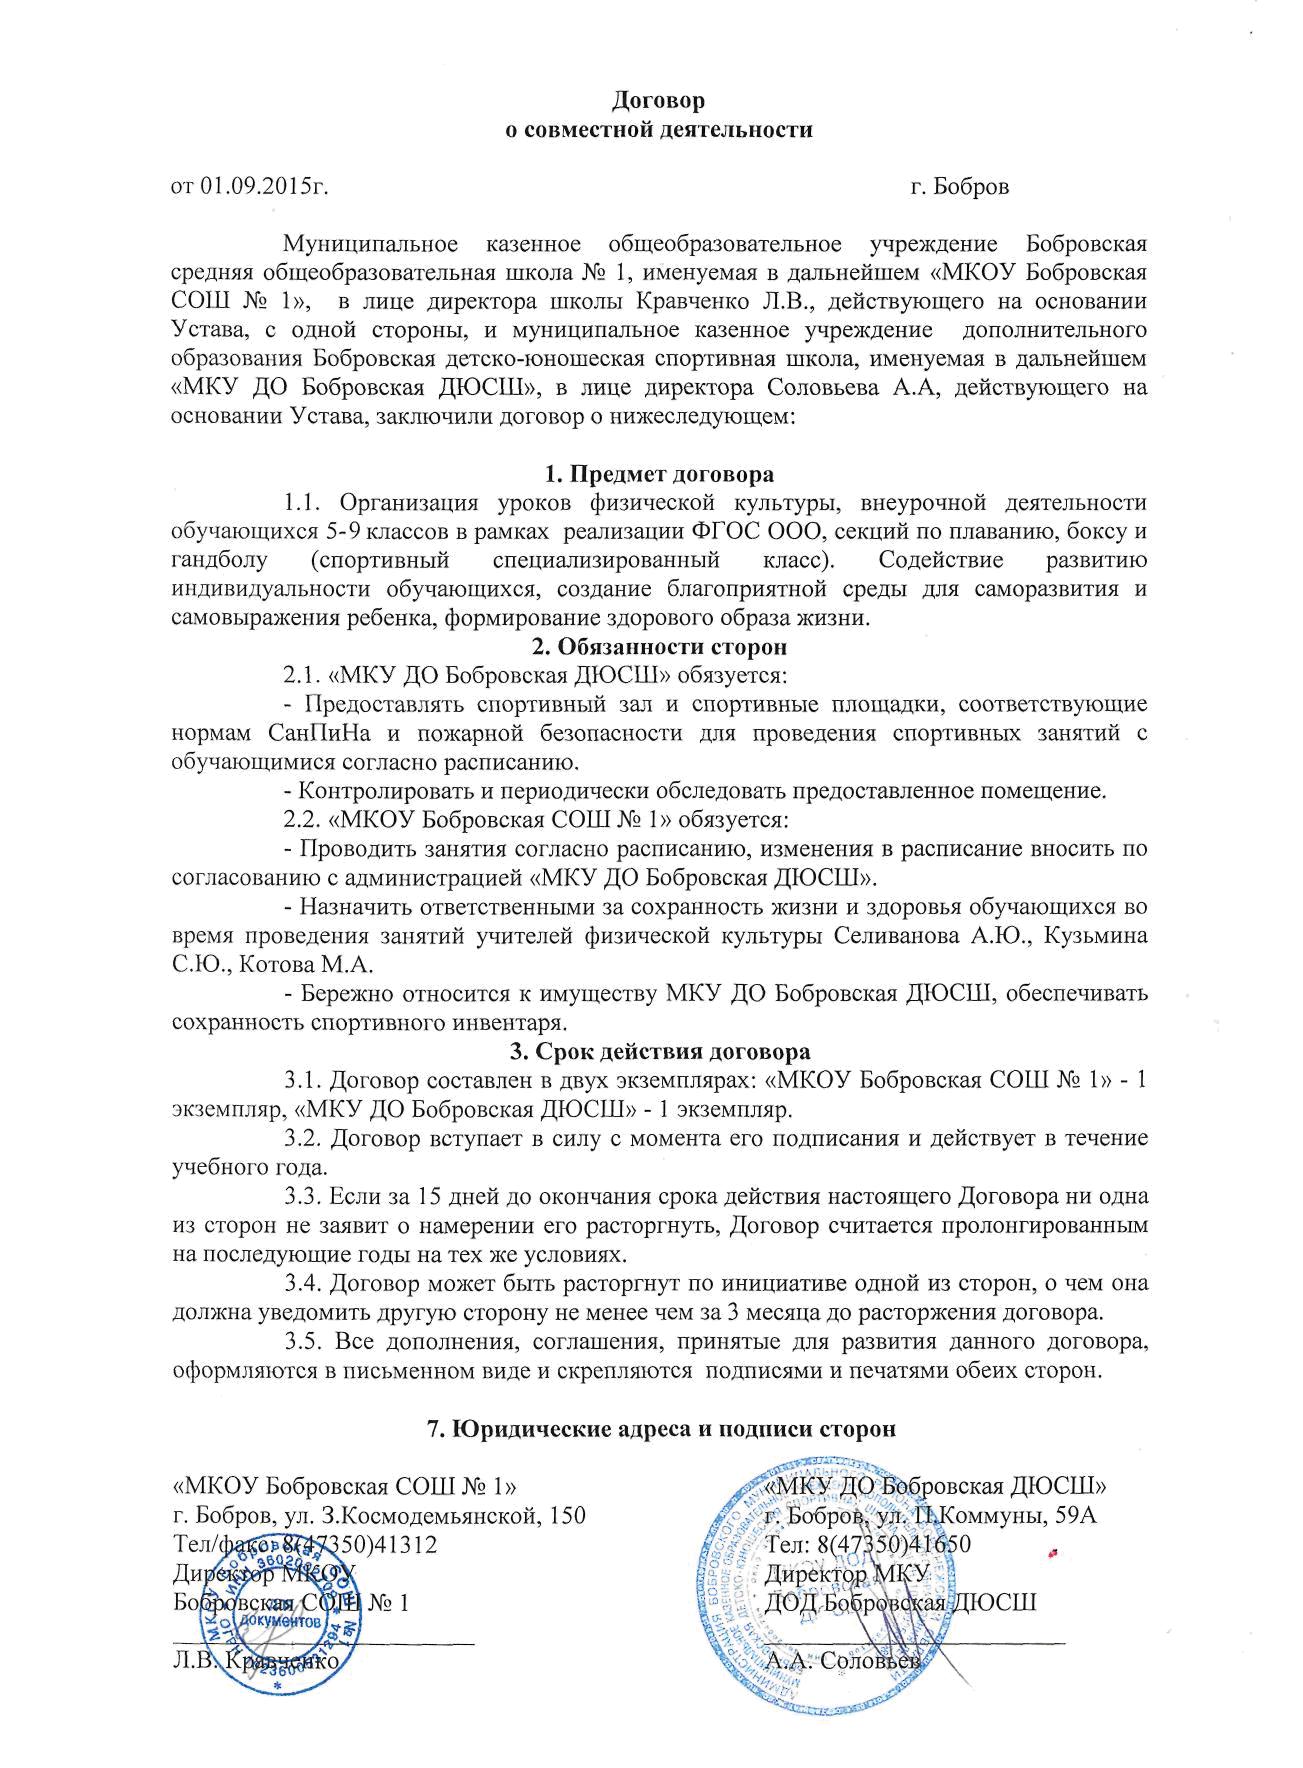 Договор
о совместной деятельности
от 01.09.2015г. г. Бобров
Муниципальное казенное общеобразовательное учреждение Бобровская
средняя общеобразовательная школа № 1, именуемая в дальнейшем «МКОУ Бобровская
СОШ № 1», в лице директора школы Кравченко Л.В., действующего на основании
Устава, с одной стороны, и муниципальное казенное учреждение дополнительного
образования Бобровская детско-юношеская спортивная школа, именуемая в дальнейшем
«МКУ ДО Бобровская ДЮСШ», в лице директора Соловьева А.А, действующего на
основании Устава, заключили договор о нижеследующем:
1. Предмет договора
1.1. Организация уроков физической культуры, внеурочной деятельности
обучающихся 5-9 классов в рамках реализации ФГОС ООО, секций по плаванию, боксу и
гандболу (спортивный специализированный класс). Содействие развитию
индивидуальности обучающихся, создание благоприятной среды для саморазвития и
самовыражения ребенка, формирование здорового образа жизни.
2. Обязанности сторон
2.1. «МКУ ДО Бобровская ДЮСШ» обязуется:
- Предоставлять спортивный зал и спортивные площадки, соответствующие
нормам СанПиНа и пожарной безопасности для проведения спортивных занятий с
обучающимися согласно расписанию.
- Контролировать и периодически обследовать предоставленное помещение.
2.2. «МКОУ Бобровская СОШ № 1» обязуется:
- Проводить занятия согласно расписанию, изменения в расписание вносить по
согласованию с администрацией «МКУ ДО Бобровская ДЮСШ».
- Назначить ответственными за сохранность жизни и здоровья обучающихся во
время проведения занятий учителей физической культуры Селиванова А.Ю., Кузьмина
С.Ю., Котова М.А.
- Бережно относится к имуществу МКУ ДО Бобровская ДЮСШ, обеспечивать
сохранность спортивного инвентаря.
3. Срок действия договора
3.1. Договор составлен в двух экземплярах: «МКОУ Бобровская СОШ № 1» - 1
экземпляр, «МКУ ДО Бобровская ДЮСШ» - 1 экземпляр.
3.2. Договор вступает в силу с момента его подписания и действует в течение
учебного года.
3.3. Если за 15 дней до окончания срока действия настоящего Договора ни одна
из сторон не заявит о намерении его расторгнуть, Договор считается пролонгированным
на последующие годы на тех же условиях.
3.4. Договор может быть расторгнут по инициативе одной из сторон, о чем она
должна уведомить другую сторону не менее чем за 3 месяца до расторжения договора.
3.5. Все дополнения, соглашения, принятые для развития данного договора,
оформляются в письменном виде и скрепляются подписями и печатями обеих сторон.
7. Юридические адреса и подписи сторон
«МКОУ Бобровская СОШ № 1»
г. Бобров, ул. З.Космодемьянской, 150
Тел/факс: 8(47350)41312
Директор МКОУ
Бобровская СОШ № 1
Л.В. Кравченко
МКОУ Бобровская СОШ №1
для
документов
«МКУ ДО Бобровская ДЮСШ»
г. Бобров, ул. П.Коммуны, 59А
Тел: 8(47350)41650
Директор МКУ
ДОД Бобровская ДЮСШ
А.А. Соловьев